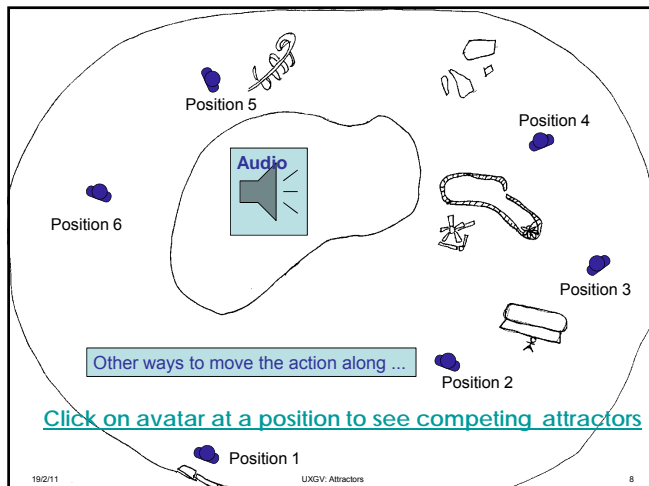 Position 5
Position 4
Audio
Position 6
Position 3
Other ways to move the action along ...
Position 2
Click on avatar at a position to see competing attractors
Position 1
19/2/11
UXGV: Attractors
8